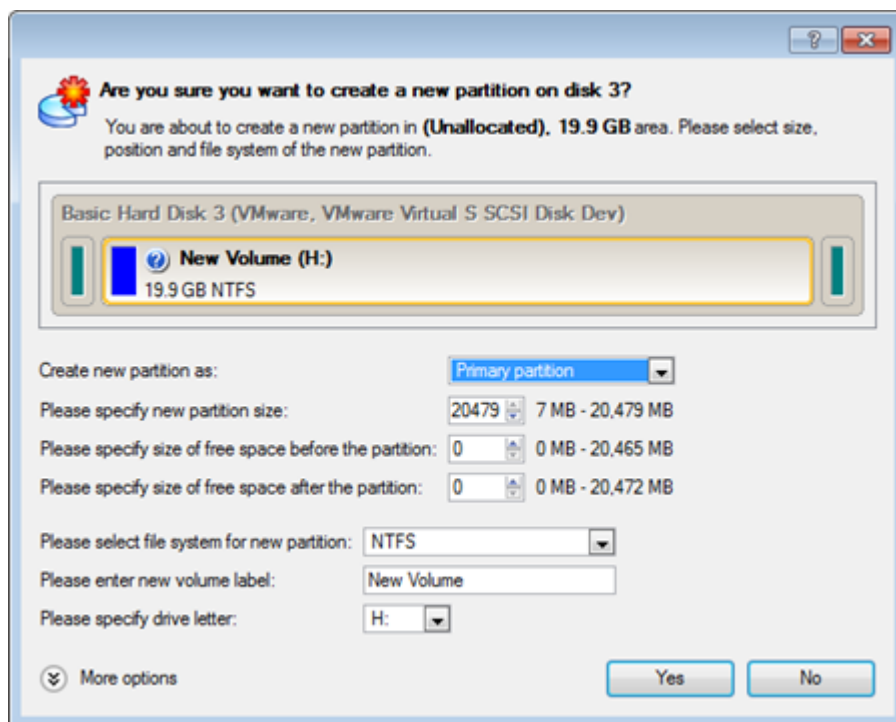 Are you sure you want to create a new partition on disk 3?
You are about to create a new partition in (Unallocated), 19.9 GB area. Please select size,
position and file system of the new partition.
Basic Hard Disk 3 (VMware, VMware Virtual S SCSI Disk Dev)
New Volume (H:)
19.9 GB NTFS
Create new partition as: Primary partition
Please specify new partition size: 20479 7 MB - 20,479 MB
Please specify size of free space before the partition: 0 0 MB - 20,465 MB
Please specify size of free space after the partition: 0 0 MB - 20,472 MB
Please select file system for new partition: NTFS
Please enter new volume label: New Volume
Please specify drive letter: H:
More options Yes No